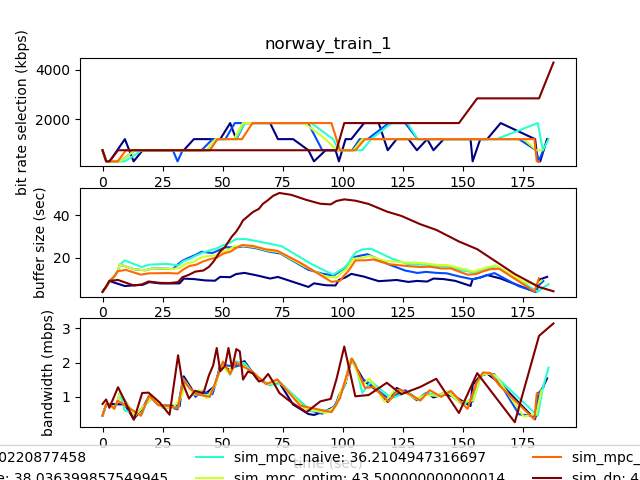 norway_train_1
bit rate selection (kbps)
4000
2000
0 25 50 75 100 125 150 175
buffer size (sec)
40
20
0 25 50 75 100 125 150 175
bandwidth (mbps)
3
2
1
0 25 50 75 100 125 150 175
time (sec)
0220877458 sim_mpc_naive: 36.2104947316697 sim_mpc_
: 38.036399857549945 sim_mpc_optim: 43.500000000000014 sim_dp: 4